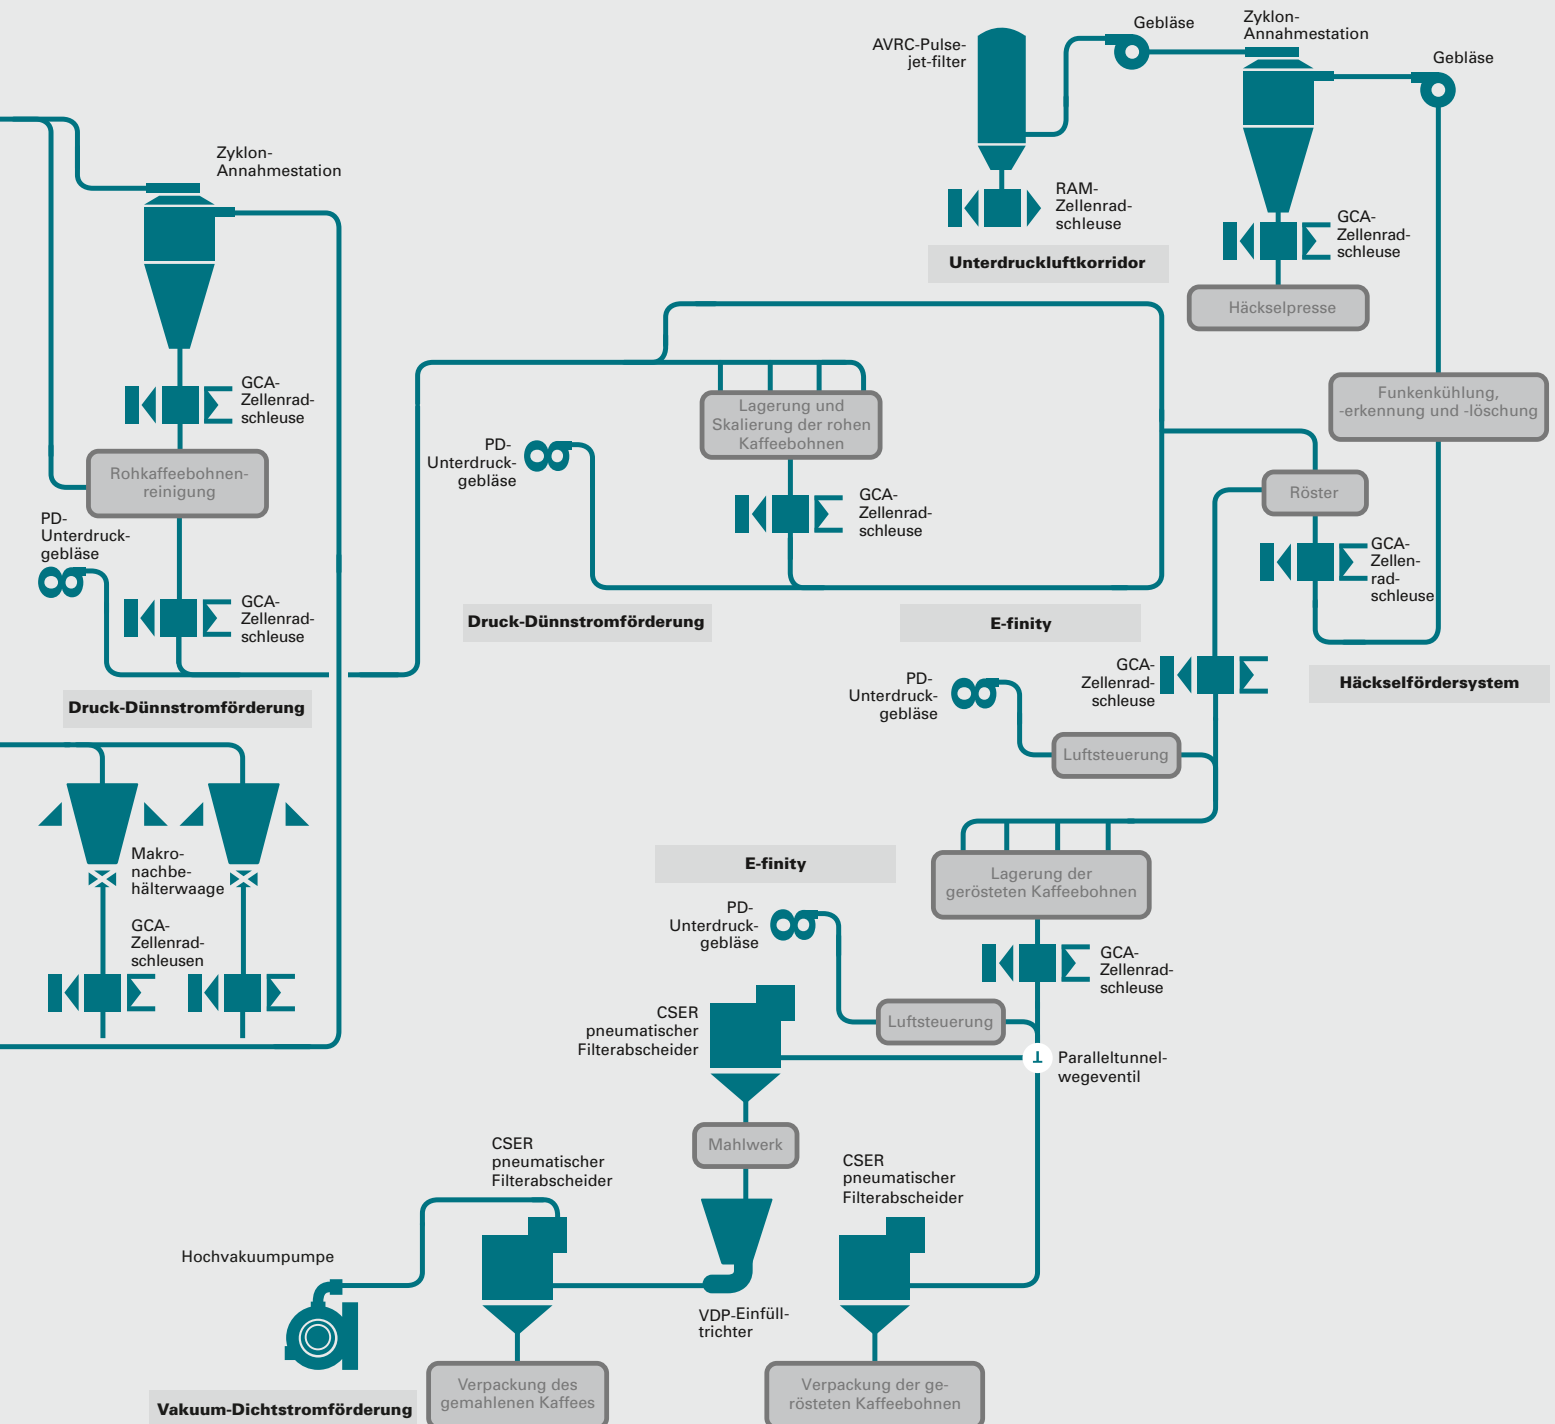 AVRC-Pulse-
jet-filter
Gebläse
Zyklon-
Annahmestation
Gebläse
RAM-
Zellenrad-
schleuse
GCA-
Zellenrad-
schleuse
Unterdruckluftkorridor
Häckselpresse
Zyklon-
Annahmestation
GCA-
Zellenrad-
schleuse
Rohkaffeebohnen-
reinigung
PD-
Unterdruck-
gebläse
GCA-
Zellenrad-
schleuse
Druck-Dünnstromförderung
PD-
Unterdruck-
gebläse
Lagerung und
Skalierung der rohen
Kaffeebohnen
GCA-
Zellenrad-
schleuse
Druck-Dünnstromförderung
E-finity
Funkenkühlung,
-erkennung und -löschung
Röster
GCA-
Zellen-
rad-
schleuse
Häckselfördersystem
GCA-
Zellenrad-
schleuse
PD-
Unterdruck-
gebläse
Luftsteuerung
Makro-
nachbe-
hälterwaage
GCA-
Zellenrad-
schleusen
E-finity
Lagerung der
gerösteten Kaffeebohnen
PD-
Unterdruck-
gebläse
GCA-
Zellenrad-
schleuse
Luftsteuerung
CSER
pneumatischer
Filterabscheider
Paralleltunnel-
wegeventil
Mahlwerk
CSER
pneumatischer
Filterabscheider
CSER
pneumatischer
Filterabscheider
Hochvakuumpumpe
VDP-Einfüll-
trichter
Verpackung des
gemahlenen Kaffees
Verpackung der ge-
rösteten Kaffeebohnen
Vakuum-Dichtstromförderung